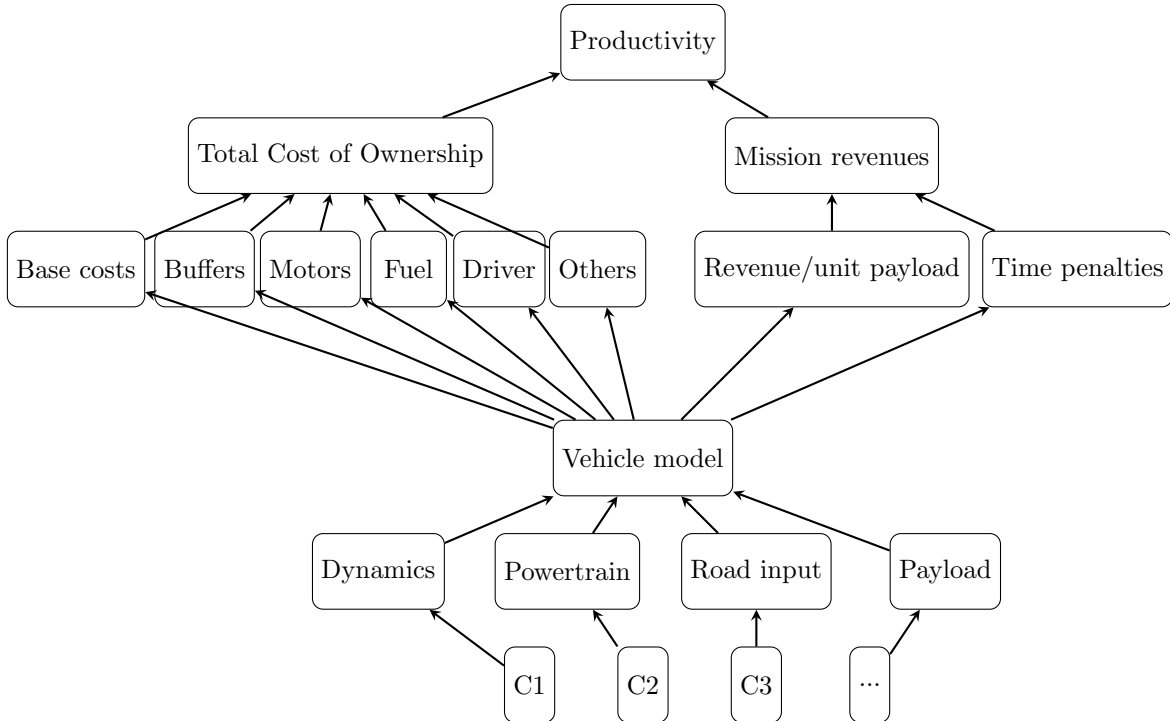 Productivity
Total Cost of Ownership
Mission revenues
Base costs
Buffers
Motors
Fuel
Driver
Others
Revenue/unit payload
Time penalties
Vehicle model
Dynamics
Powertrain
Road input
Payload
C1
C2
C3
...